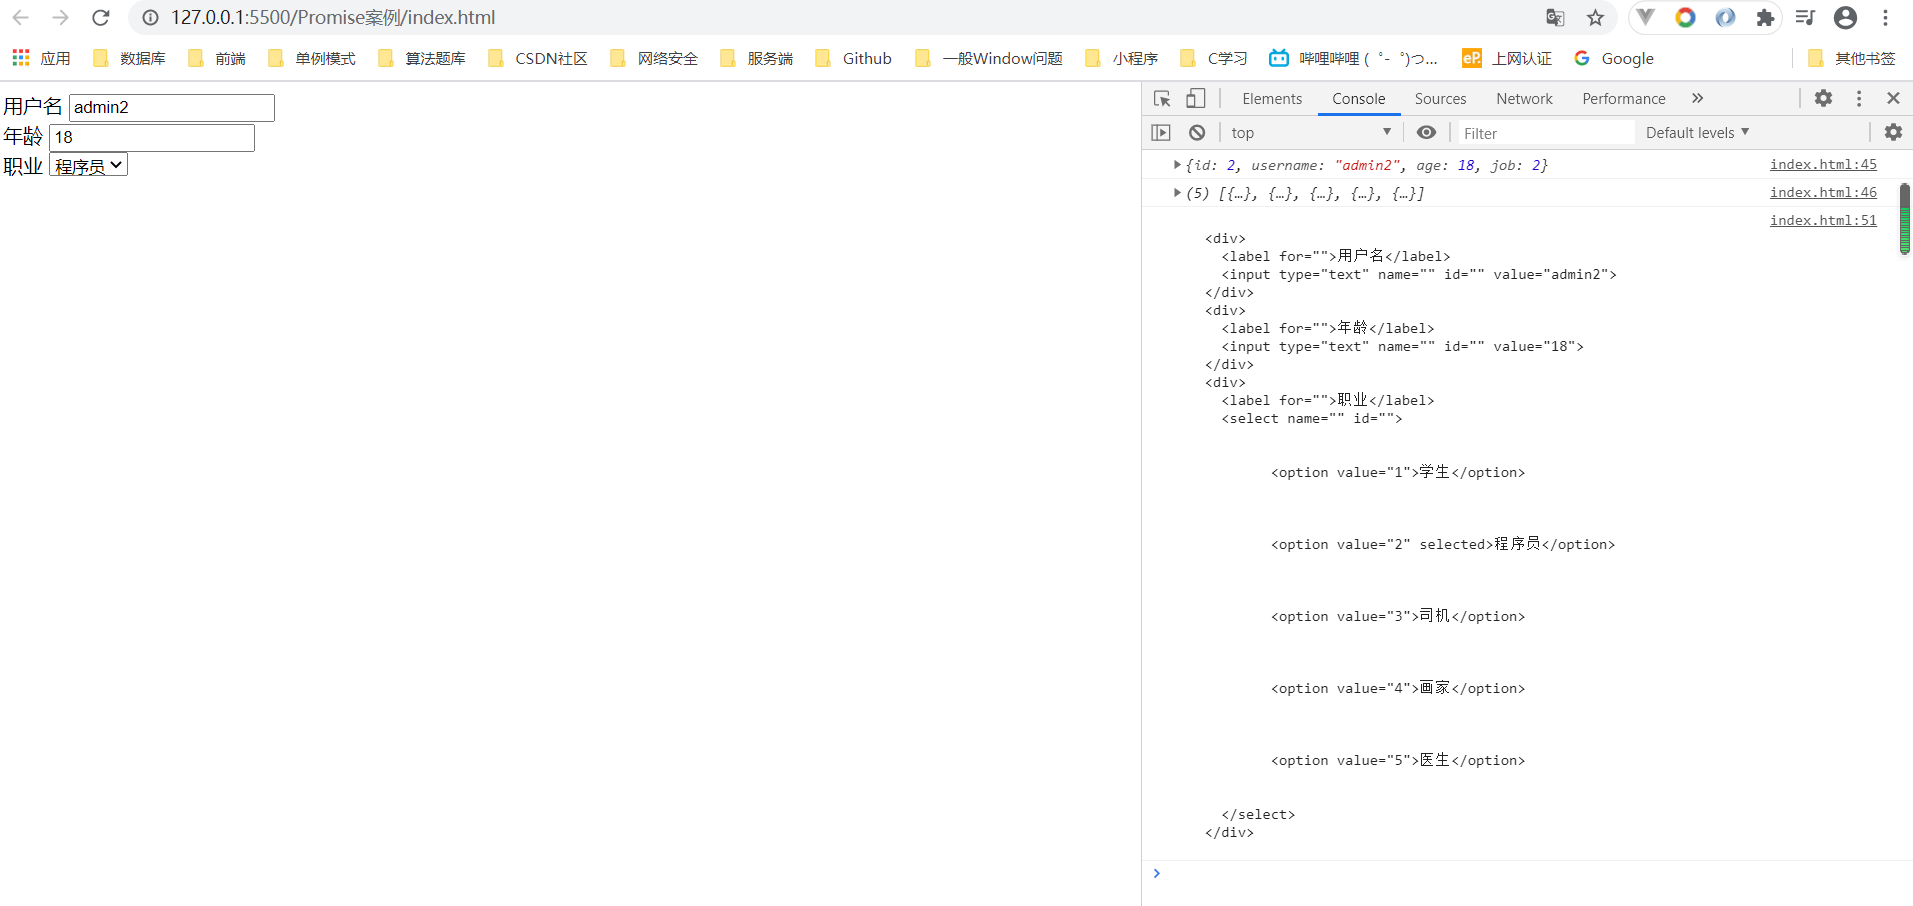 127.0.0.1:5500/Promise案例/index.html
应用 数据库 前端 单例模式 算法题库 CSDN社区 网络安全 服务端 Github 一般Window问题 小程序 C学习 哔哩哔哩 ( ゜- ゜)つ... eP. 上网认证 Google 其他书签
用户名 admin2
年龄 18
职业 程序员
Elements Console Sources Network Performance
top Filter Default levels
{id: 2, username: "admin2", age: 18, job: 2} index.html:45
(5) [{…}, {…}, {…}, {…}, {…}] index.html:46
index.html:51
<div>
<label for="">用户名</label>
<input type="text" name="" id="" value="admin2">
</div>
<div>
<label for="">年龄</label>
<input type="text" name="" id="" value="18">
</div>
<div>
<label for="">职业</label>
<select name="" id="">
<option value="1">学生</option>
<option value="2" selected>程序员</option>
<option value="3">司机</option>
<option value="4">画家</option>
<option value="5">医生</option>
</select>
</div>